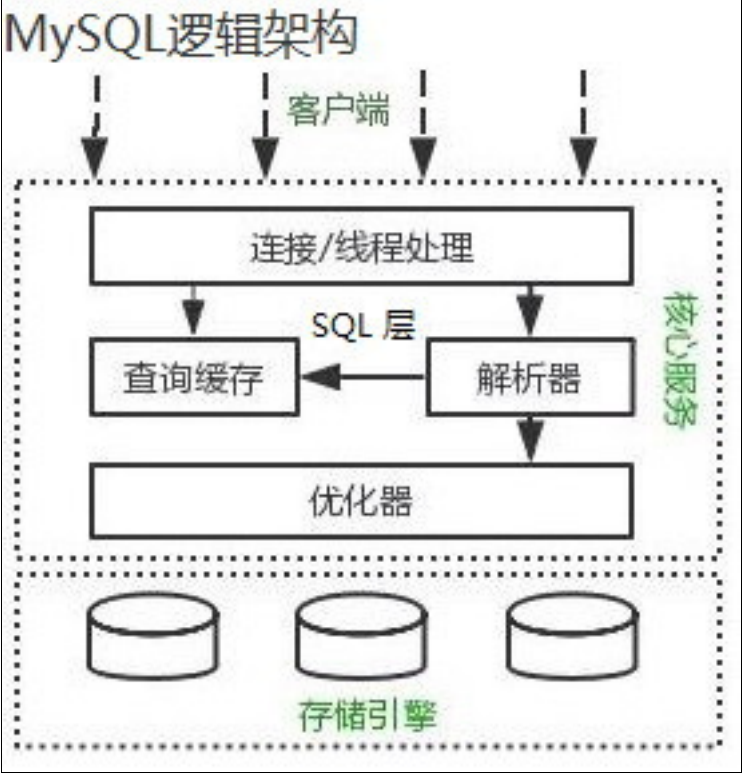 MySQL逻辑架构
客户端
连接/线程处理
SQL 层
查询缓存
解析器
核心服务
优化器
存储引擎